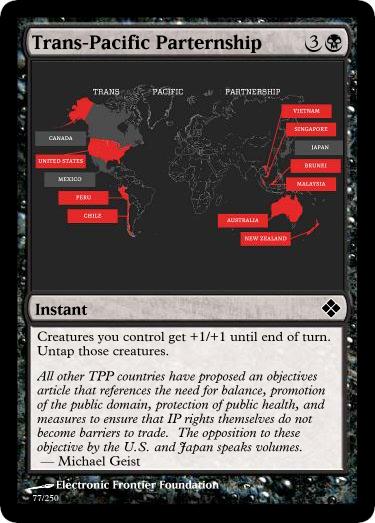 Trans-Pacific Parternship 3
TRANS PACIFIC PARTNERSHIP
VIETNAM
SINGAPORE
CANADA
JAPAN
UNITED STATES
BRUNEI
MEXICO
MALAYSIA
PERU
CHILE
AUSTRALIA
NEW ZEALAND
Instant
Creatures you control get +1/+1 until end of turn.
Untap those creatures.
All other TPP countries have proposed an objectives
article that references the need for balance, promotion
of the public domain, protection of public health, and
measures to ensure that IP rights themselves do not
become barriers to trade. The opposition to these
objective by the U.S. and Japan speaks volumes.
— Michael Geist
Electronic Frontier Foundation
77/250